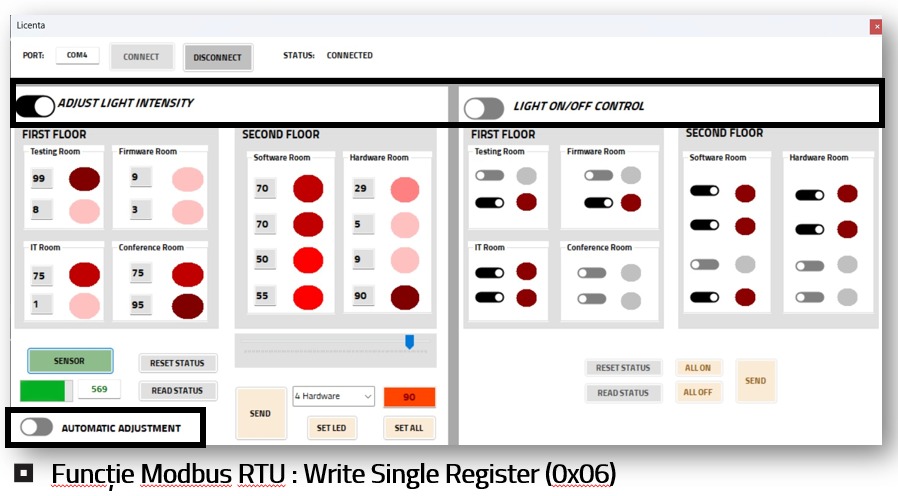 Licenta
PORT: COM4 CONNECT DISCONNECT STATUS: CONNECTED
ADJUST LIGHT INTENSITY
FIRST FLOOR
Testing Room
99
8
Firmware Room
9
3
IT Room
75
1
Conference Room
75
95
SECOND FLOOR
Software Room
70
70
50
55
Hardware Room
29
5
9
90
SENSOR
569
RESET STATUS
READ STATUS
AUTOMATIC ADJUSTMENT
SEND
4 Hardware
90
SET LED
SET ALL
LIGHT ON/OFF CONTROL
FIRST FLOOR
Testing Room
Firmware Room
IT Room
Conference Room
SECOND FLOOR
Software Room
Hardware Room
RESET STATUS
READ STATUS
ALL ON
ALL OFF
SEND
Funcție Modbus RTU : Write Single Register (0x06)